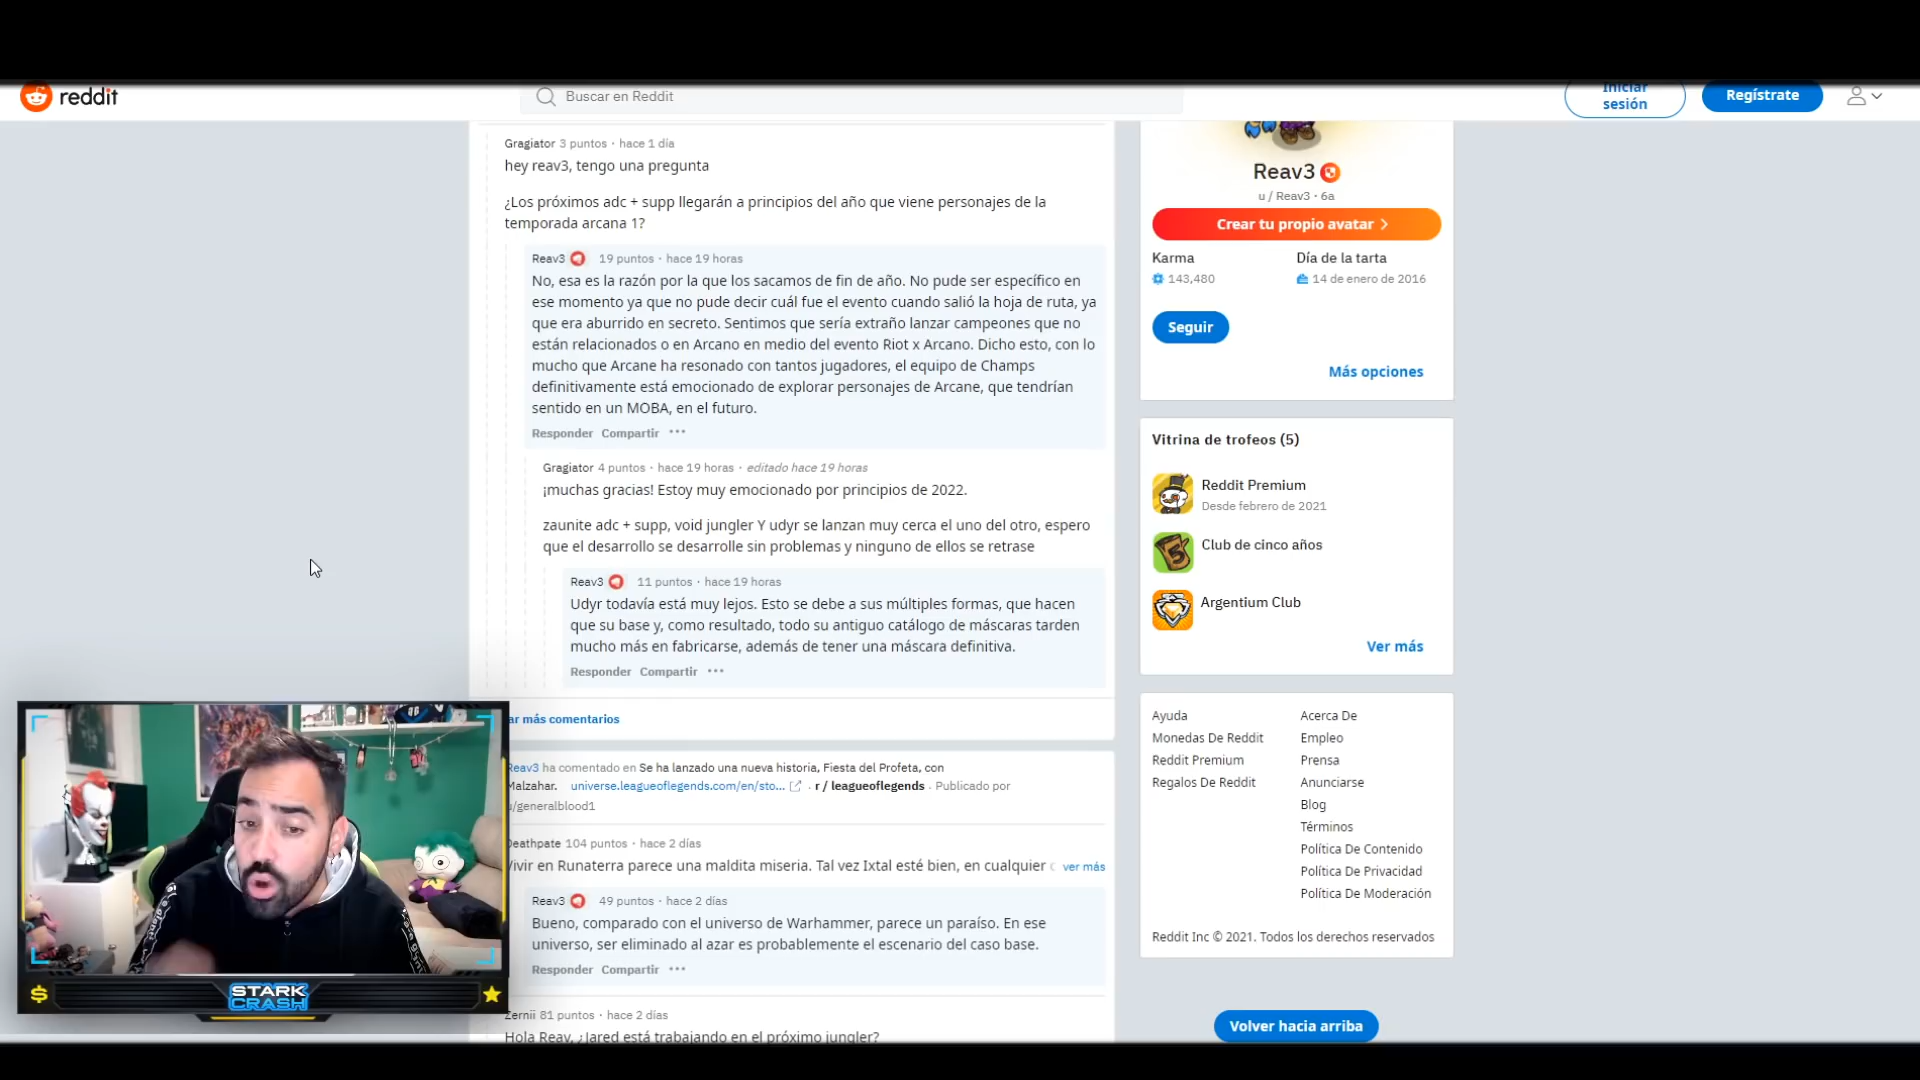 reddit
Buscar en Reddit
Iniciar
sesión
Regístrate
Gragiator 3 puntos · hace 1 día
hey reav3, tengo una pregunta
¿Los próximos adc + supp llegarán a principios del año que viene personajes de la
temporada arcana 1?
Reav3 19 puntos · hace 19 horas
No, esa es la razón por la que los sacamos de fin de año. No pude ser específico en
ese momento ya que no pude decir cuál fue el evento cuando salió la hoja de ruta, ya
que era aburrido en secreto. Sentimos que sería extraño lanzar campeones que no
están relacionados o en Arcano en medio del evento Riot x Arcano. Dicho esto, con lo
mucho que Arcane ha resonado con tantos jugadores, el equipo de Champs
definitivamente está emocionado de explorar personajes de Arcane, que tendrían
sentido en un MOBA, en el futuro.
Responder Compartir ···
Gragiator 4 puntos · hace 19 horas · editado hace 19 horas
¡muchas gracias! Estoy muy emocionado por principios de 2022.
zaunite adc + supp, void jungler Y udyr se lanzan muy cerca el uno del otro, espero
que el desarrollo se desarrolle sin problemas y ninguno de ellos se retrase
Reav3 11 puntos · hace 19 horas
Udyr todavía está muy lejos. Esto se debe a sus múltiples formas, que hacen
que su base y, como resultado, todo su antiguo catálogo de máscaras tarden
mucho más en fabricarse, además de tener una máscara definitiva.
Responder Compartir ···
ar más comentarios
Reav3 ha comentado en Se ha lanzado una nueva historia, Fiesta del Profeta, con
Malzahar. universe.leagueoflegends.com/en/sto... · r / leagueoflegends · Publicado por
u/generalblood1
Deathpate 104 puntos · hace 2 días
Vivir en Runaterra parece una maldita miseria. Tal vez Ixtal esté bien, en cualquier c ver más
Reav3 49 puntos · hace 2 días
Bueno, comparado con el universo de Warhammer, parece un paraíso. En ese
universo, ser eliminado al azar es probablemente el escenario del caso base.
Responder Compartir ···
Zernii 81 puntos · hace 2 días
Hola Reav, ¿Jared está trabajando en el próximo jungler?
Reav3
u / Reav3 · 6a
Crear tu propio avatar
Karma
143,480
Día de la tarta
14 de enero de 2016
Seguir
Más opciones
Vitrina de trofeos (5)
Reddit Premium
Desde febrero de 2021
Club de cinco años
Argentium Club
Ver más
Ayuda
Monedas De Reddit
Reddit Premium
Regalos De Reddit
Acerca De
Empleo
Prensa
Anunciarse
Blog
Términos
Política De Contenido
Política De Privacidad
Política De Moderación
Reddit Inc © 2021. Todos los derechos reservados
Volver hacia arriba
$
STARK
CRASH